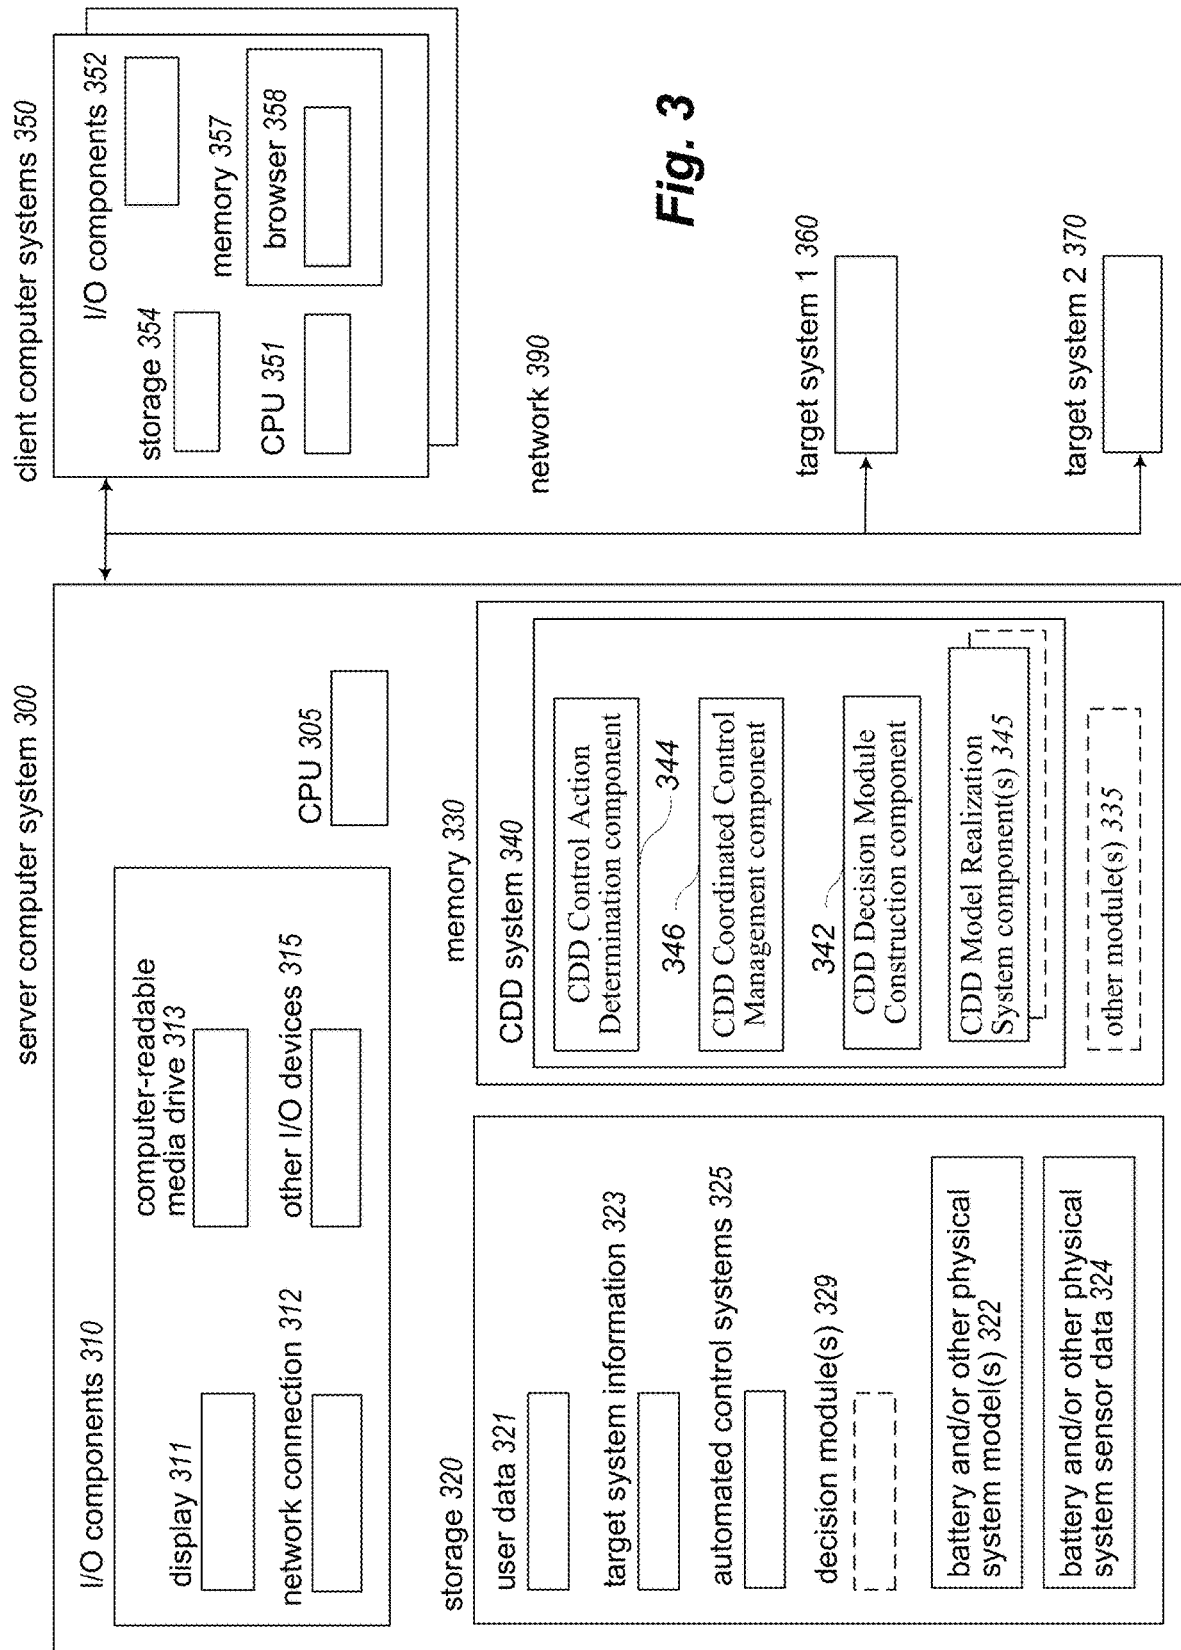 server computer system 300
I/O components 310
display 311
network connection 312
computer-readable
media drive 313
other I/O devices 315
CPU 305
storage 320
user data 321
target system information 323
automated control systems 325
decision module(s) 329
battery and/or other physical
system model(s) 322
battery and/or other physical
system sensor data 324
memory 330
CDD system 340
CDD Control Action
Determination component
344
346
CDD Coordinated Control
Management component
342
CDD Decision Module
Construction component
CDD Model Realization
System component(s) 345
other module(s) 335
client computer systems 350
I/O components 352
storage 354
memory 357
browser 358
CPU 351
network 390
target system 1 360
target system 2 370
Fig. 3